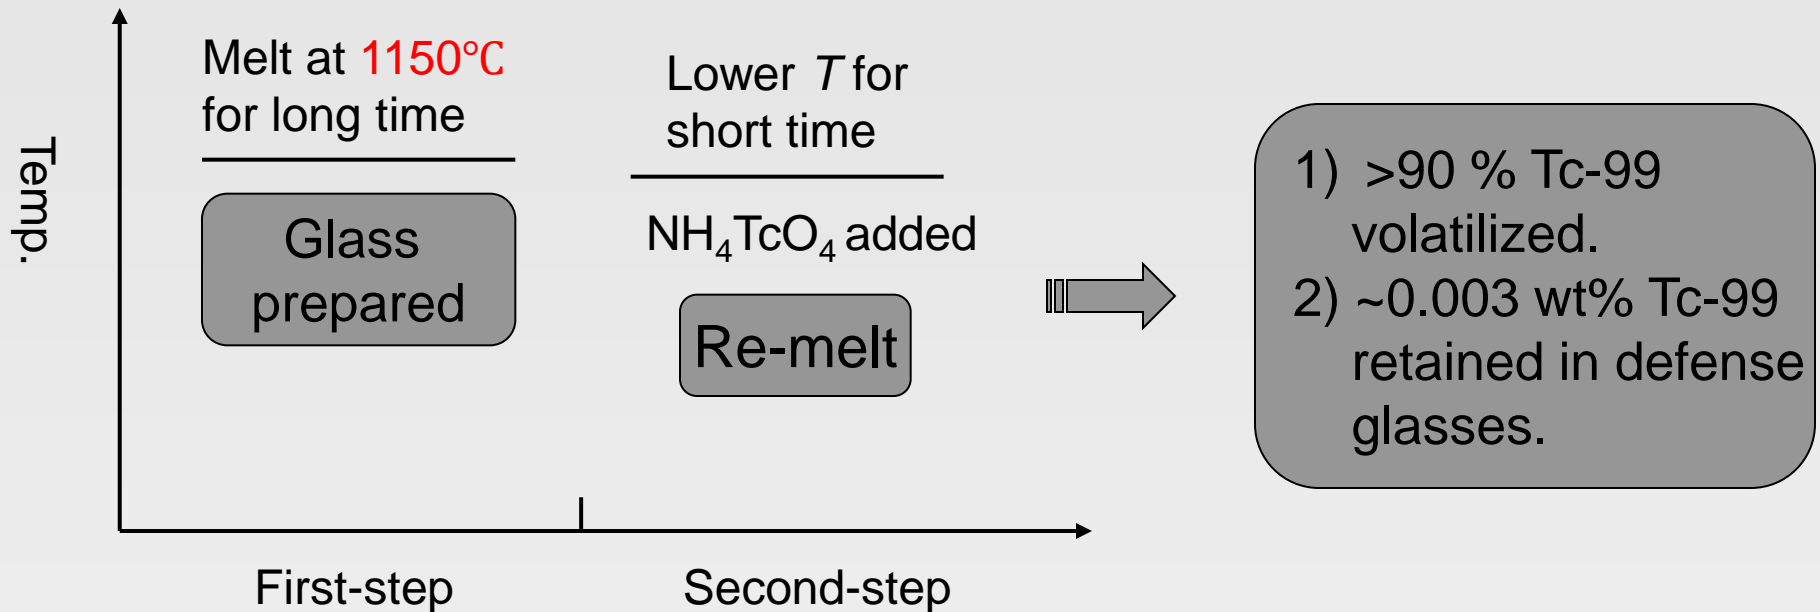 Temp.
Melt at 1150℃
for long time
Glass
prepared
Lower T for
short time
NH₄TcO₄ added
Re-melt
First-step
Second-step
1) >90 % Tc-99
volatilized.
2) ~0.003 wt% Tc-99
retained in defense
glasses.